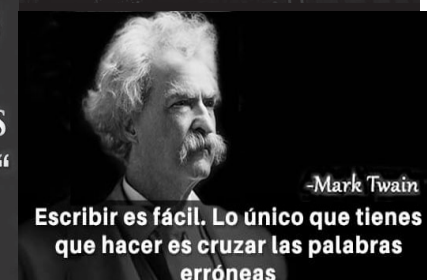 S
“
-Mark Twain
Escribir es fácil. Lo único que tienes
que hacer es cruzar las palabras
erróneas